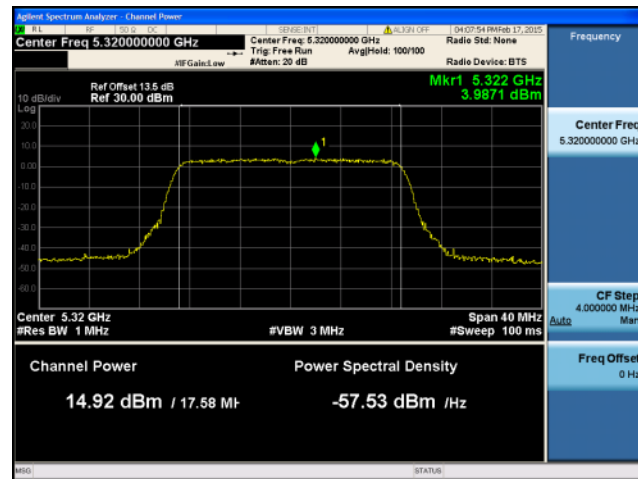 Agilent Spectrum Analyzer - Channel Power
RL RF 50 Ω DC SENSE:INT ALIGN OFF 04:07:54 PM Feb 17, 2015
Center Freq 5.320000000 GHz Center Freq: 5.320000000 GHz Radio Std: None
Trig: Free Run Avg|Hold: 100/100
#IFGain:Low #Atten: 20 dB Radio Device: BTS
Frequency
Mkr1 5.322 GHz
Ref Offset 13.5 dB
10 dB/div Ref 30.00 dBm 3.9871 dBm
Log
20.0
10.0
0.00
-10.0
-20.0
-30.0
-40.0
-50.0
-60.0
1
Center Freq
5.320000000 GHz
Center 5.32 GHz Span 40 MHz
#Res BW 1 MHz #VBW 3 MHz #Sweep 100 ms
CF Step
4.000000 MHz
Auto Man
Channel Power Power Spectral Density
14.92 dBm / 17.58 MH -57.53 dBm /Hz
Freq Offset
0 Hz
MSG STATUS